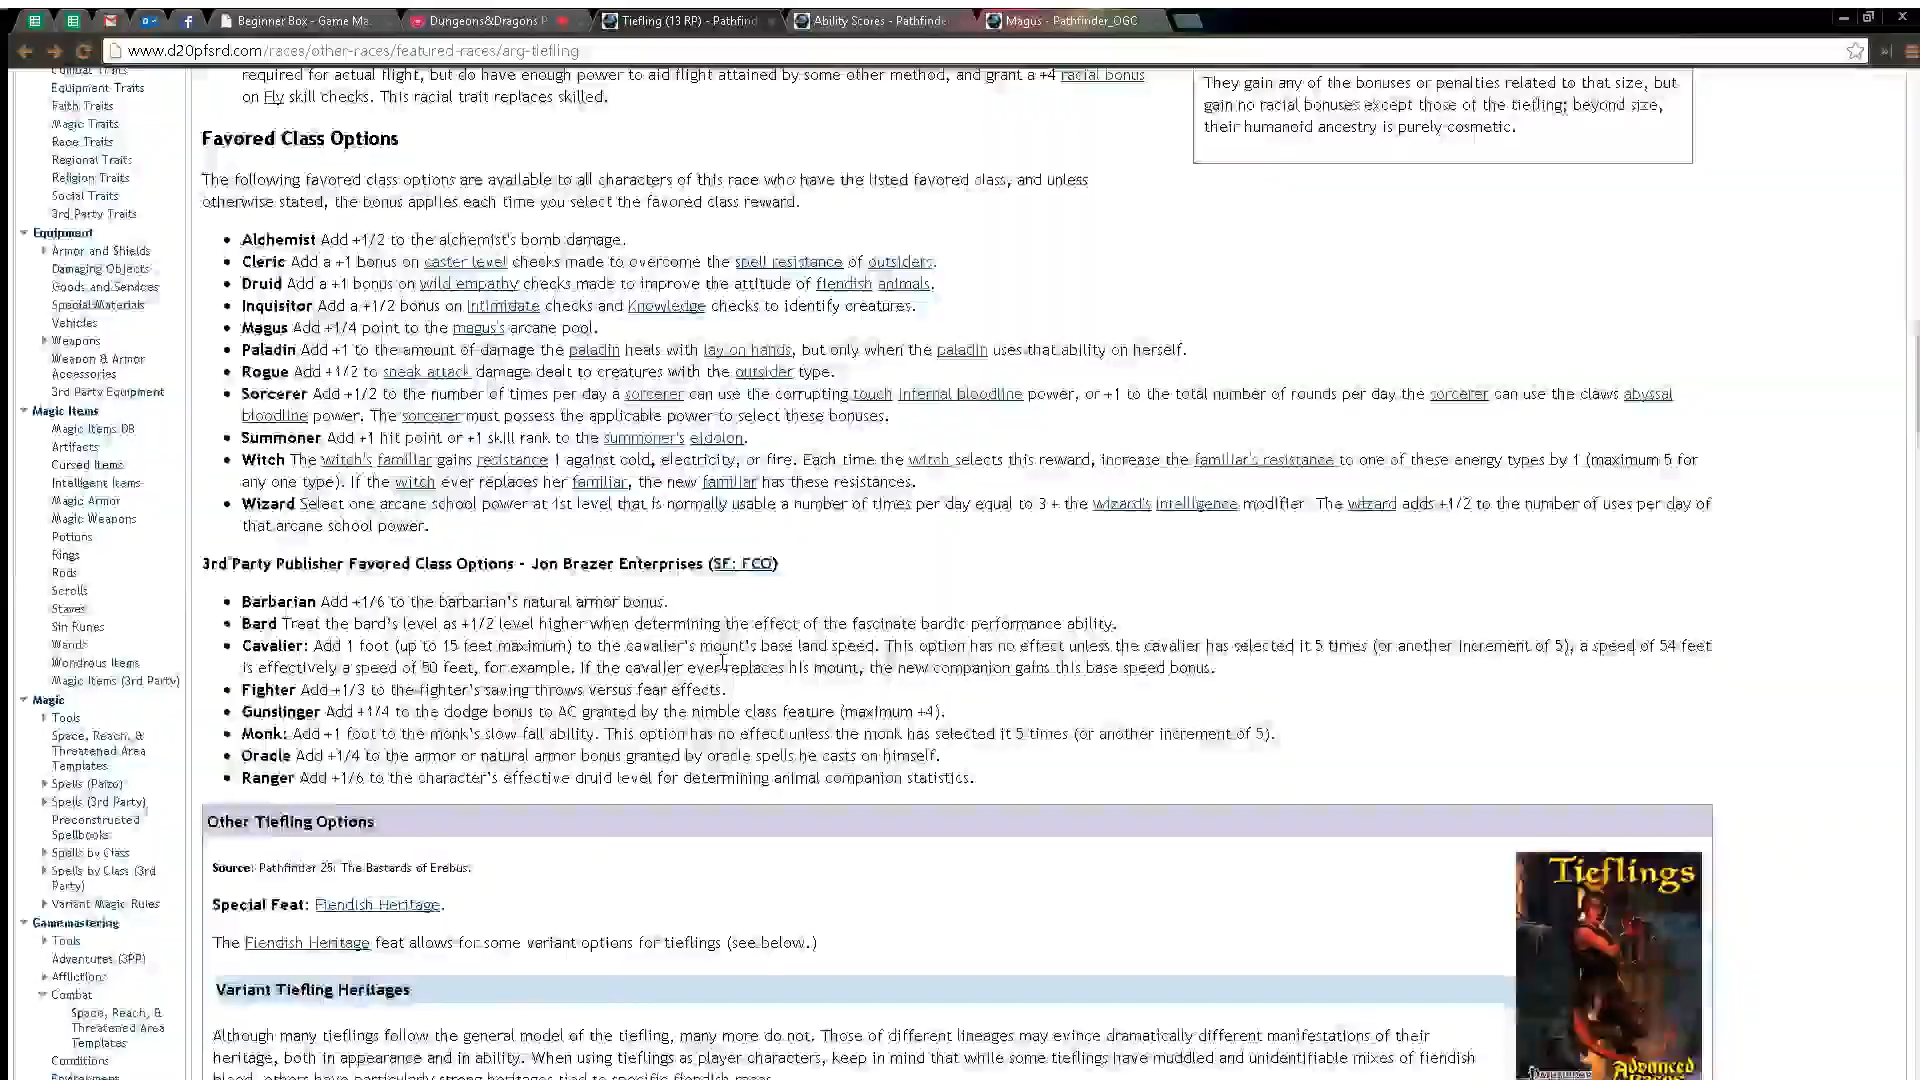 Beginner Box - Game Ma
Dungeons&Dragons P
Tiefling (13 RP) - Pathfind
Ability Scores - Pathfinde
Magus - Pathfinder_OGC
www.d20pfsrd.com/races/other-races/featured-races/arg-tiefling
Combat Traits
Equipment Traits
Faith Traits
Magic Traits
Race Traits
Regional Traits
Religion Traits
Social Traits
3rd Party Traits
Equipment
Armor and Shields
Damaging Objects
Goods and Services
Special Materials
Vehicles
Weapons
Weapon & Armor
Accessories
3rd Party Equipment
Magic Items
Magic Items DB
Artifacts
Cursed Items
Intelligent Items
Magic Armor
Magic Weapons
Potions
Rings
Rods
Scrolls
Staves
Sin Runes
Wands
Wondrous Items
Magic Items (3rd Party)
Magic
Tools
Space, Reach, &
Threatened Area
Templates
Spells (Paizo)
Spells (3rd Party)
Preconstructed
Spellbooks
Spells by Class
Spells by Class (3rd
Party)
Variant Magic Rules
Gamemastering
Tools
Adventures (3PP)
Afflictions
Combat
Space, Reach, &
Threatened Area
Templates
Conditions
Environment
required for actual flight, but do have enough power to aid flight attained by some other method, and grant a +4 racial bonus
on Fly skill checks. This racial trait replaces skilled.
They gain any of the bonuses or penalties related to that size, but
gain no racial bonuses except those of the tiefling; beyond size,
their humanoid ancestry is purely cosmetic.
Favored Class Options
The following favored class options are available to all characters of this race who have the listed favored class, and unless
otherwise stated, the bonus applies each time you select the favored class reward.
Alchemist Add +1/2 to the alchemist's bomb damage.
Cleric Add a +1 bonus on caster level checks made to overcome the spell resistance of outsiders.
Druid Add a +1 bonus on wild empathy checks made to improve the attitude of fiendish animals.
Inquisitor Add a +1/2 bonus on Intimidate checks and Knowledge checks to identify creatures.
Magus Add +1/4 point to the magus's arcane pool.
Paladin Add +1 to the amount of damage the paladin heals with lay on hands, but only when the paladin uses that ability on herself.
Rogue Add +1/2 to sneak attack damage dealt to creatures with the outsider type.
Sorcerer Add +1/2 to the number of times per day a sorcerer can use the corrupting touch infernal bloodline power, or +1 to the total number of rounds per day the sorcerer can use the claws abyssal
bloodline power. The sorcerer must possess the applicable power to select these bonuses.
Summoner Add +1 hit point or +1 skill rank to the summoner's eidolon.
Witch The witch's familiar gains resistance 1 against cold, electricity, or fire. Each time the witch selects this reward, increase the familiar's resistance to one of these energy types by 1 (maximum 5 for
any one type). If the witch ever replaces her familiar, the new familiar has these resistances.
Wizard Select one arcane school power at 1st level that is normally usable a number of times per day equal to 3 + the wizard's Intelligence modifier. The wizard adds +1/2 to the number of uses per day of
that arcane school power.
3rd Party Publisher Favored Class Options - Jon Brazer Enterprises (SF: FCO)
Barbarian Add +1/6 to the barbarian's natural armor bonus.
Bard Treat the bard's level as +1/2 level higher when determining the effect of the fascinate bardic performance ability.
Cavalier: Add 1 foot (up to 15 feet maximum) to the cavalier's mount's base land speed. This option has no effect unless the cavalier has selected it 5 times (or another increment of 5), a speed of 54 feet
is effectively a speed of 50 feet, for example. If the cavalier ever replaces his mount, the new companion gains this base speed bonus.
Fighter Add +1/3 to the fighter's saving throws versus fear effects.
Gunslinger Add +1/4 to the dodge bonus to AC granted by the nimble class feature (maximum +4).
Monk: Add +1 foot to the monk's slow fall ability. This option has no effect unless the monk has selected it 5 times (or another increment of 5).
Oracle Add +1/4 to the armor or natural armor bonus granted by oracle spells he casts on himself.
Ranger Add +1/6 to the character's effective druid level for determining animal companion statistics.
Other Tiefling Options
Source: Pathfinder 25: The Bastards of Erebus.
Special Feat: Fiendish Heritage.
The Fiendish Heritage feat allows for some variant options for tieflings (see below.)
Variant Tiefling Heritages
Although many tieflings follow the general model of the tiefling, many more do not. Those of different lineages may evince dramatically different manifestations of their
heritage, both in appearance and in ability. When using tieflings as player characters, keep in mind that while some tieflings have muddled and unidentifiable mixes of fiendish
blood, others have particularly strong heritages tied to specific fiendish races.
Tieflings
Advanced
Races